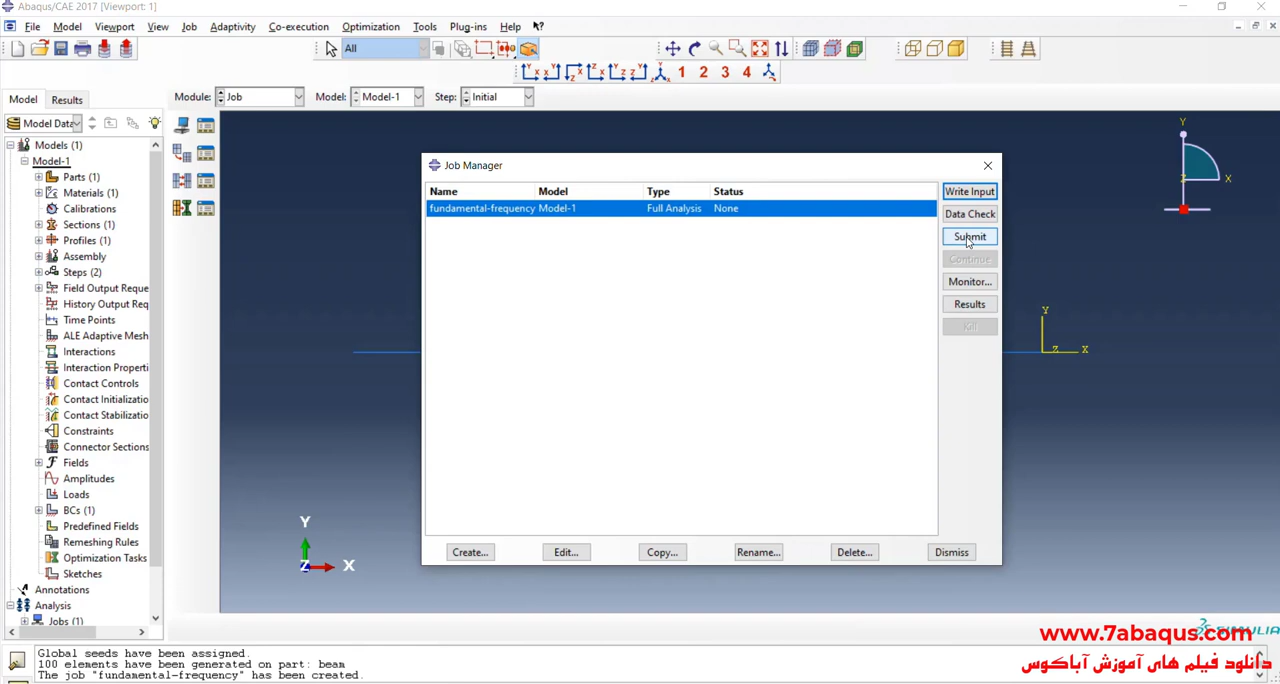 Abaqus/CAE 2017 [Viewport: 1]
File Model Viewport View Job Adaptivity Co-execution Optimization Tools Plug-ins Help
All
1 2 3 4
Model Results Module: Job Model: Model-1 Step: Initial
Model Data
Models (1)
Model-1
Parts (1)
Materials (1)
Calibrations
Sections (1)
Profiles (1)
Assembly
Steps (2)
Field Output Reque
History Output Req
Time Points
ALE Adaptive Mesh
Interactions
Interaction Properti
Contact Controls
Contact Initializatio
Contact Stabilizatio
Constraints
Connector Sections
Fields
Amplitudes
Loads
BCs (1)
Predefined Fields
Remeshing Rules
Optimization Tasks
Sketches
Annotations
Analysis
Jobs (1)
Job Manager
Name Model Type Status
fundamental-frequency Model-1 Full Analysis None
Write Input
Data Check
Submit
Continue
Monitor...
Results
Kill
Create... Edit... Copy... Rename... Delete... Dismiss
Y
X
Z
Y
Z X
Y
Z X
SIMULIA
www.7abaqus.com
دانلود فیلم های آموزش آباکوس
Global seeds have been assigned.
100 elements have been generated on part: beam
The job "fundamental-frequency" has been created.